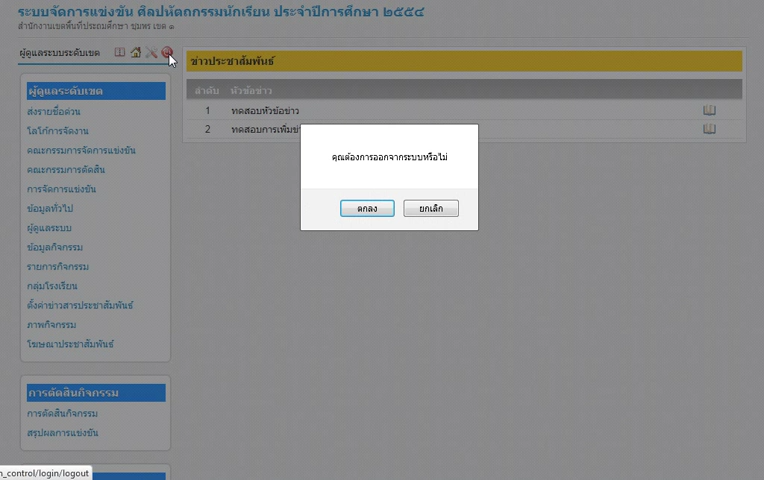 ระบบจัดการแข่งขัน ศิลปหัตถกรรมนักเรียน ประจำปีการศึกษา ๒๕๕๔
สำนักงานเขตพื้นที่ประถมศึกษา ชุมพร เขต ๑
ผู้ดูแลระบบระดับเขต
ข่าวประชาสัมพันธ์
ผู้ดูแลระดับเขต
ส่งรายชื่อด่วน
โลโก้การจัดงาน
คณะกรรมการจัดการแข่งขัน
คณะกรรมการตัดสิน
การจัดการแข่งขัน
ข้อมูลทั่วไป
ผู้ดูแลระบบ
ข้อมูลกิจกรรม
รายการกิจกรรม
กลุ่มโรงเรียน
ตั้งค่าข่าวสารประชาสัมพันธ์
ภาพกิจกรรม
โฆษณาประชาสัมพันธ์
การตัดสินกิจกรรม
การตัดสินกิจกรรม
สรุปผลการแข่งขัน
ลำดับ หัวข้อข่าว
1 ทดสอบหัวข้อข่าว
2 ทดสอบการเพิ่มข่
คุณต้องการออกจากระบบหรือไม่
ตกลง ยกเลิก
n_control/login/logout